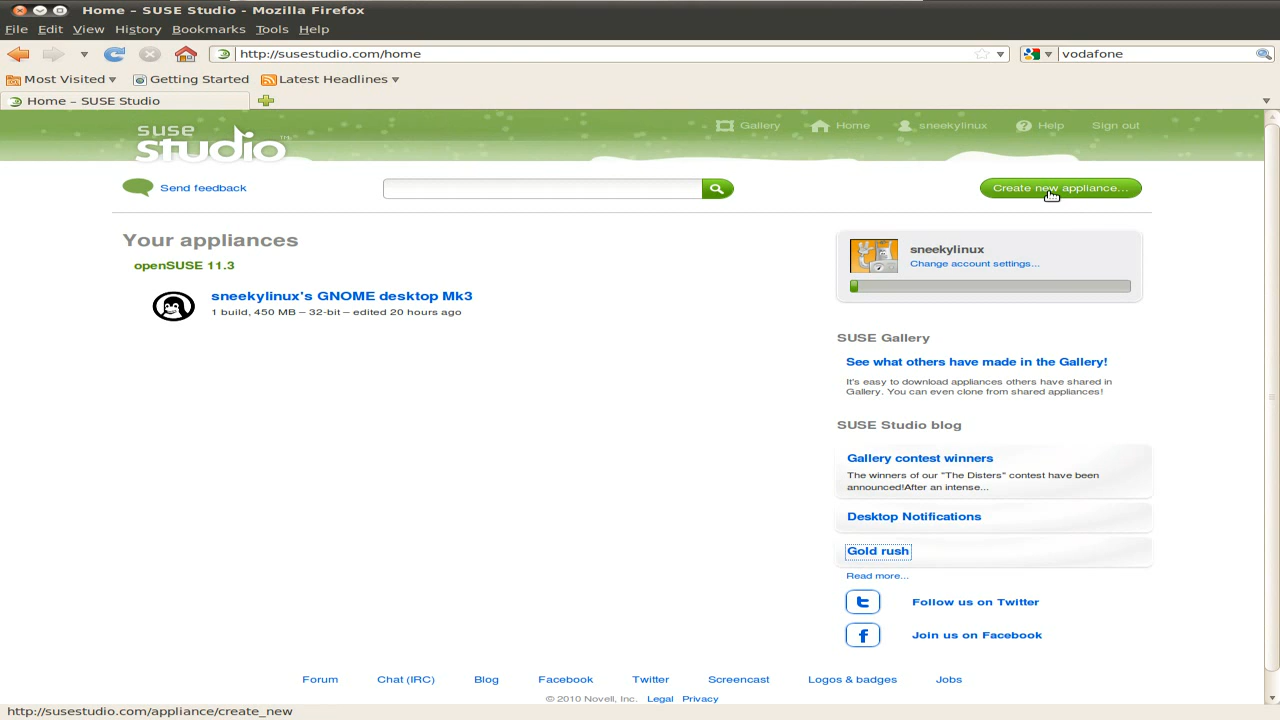 Home – SUSE Studio - Mozilla Firefox
File Edit View History Bookmarks Tools Help
http://susestudio.com/home
vodafone
Most Visited Getting Started Latest Headlines
Home – SUSE Studio
suse studio™
Gallery Home sneekylinux Help Sign out
Send feedback
Create new appliance...
Your appliances
openSUSE 11.3
sneekylinux's GNOME desktop Mk3
1 build, 450 MB – 32-bit – edited 20 hours ago
sneekylinux
Change account settings...
SUSE Gallery
See what others have made in the Gallery!
It's easy to download appliances others have shared in
Gallery. You can even clone from shared appliances!
SUSE Studio blog
Gallery contest winners
The winners of our "The Disters" contest have been
announced!After an intense...
Desktop Notifications
Gold rush
Read more...
Follow us on Twitter
Join us on Facebook
Forum Chat (IRC) Blog Facebook Twitter Screencast Logos & badges Jobs
© 2010 Novell, Inc. Legal Privacy
http://susestudio.com/appliance/create_new